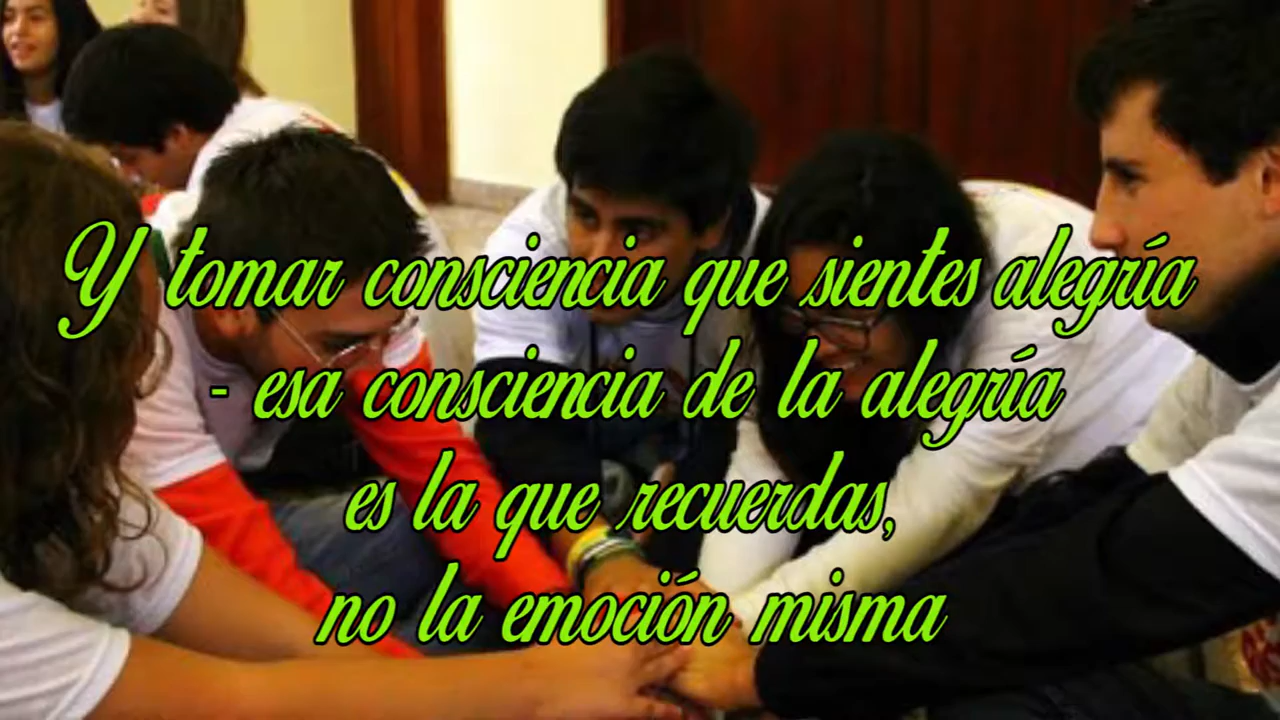 Y tomar consciencia que sientes alegría
- esa consciencia de la alegría
es la que recuerdas,
no la emoción misma